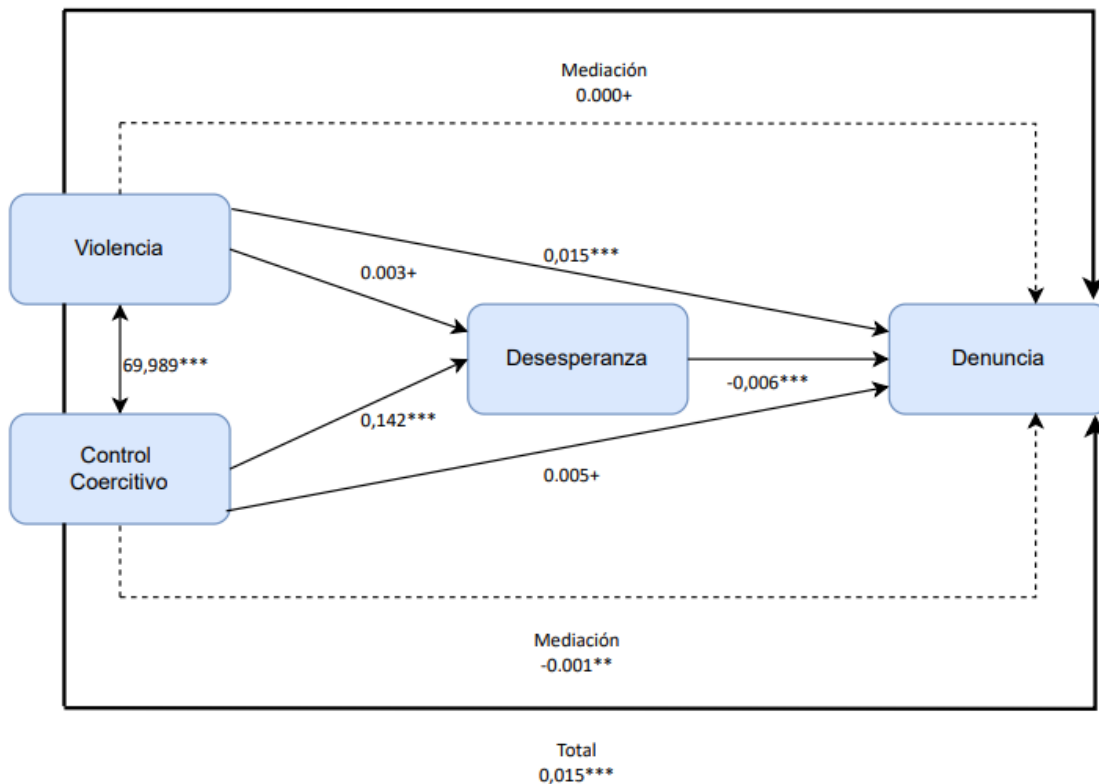 Mediación
0.000+
Violencia
0,015***
0.003+
Desesperanza
Denuncia
69,989***
-0,006***
0,142***
Control
Coercitivo
0.005+
Mediación
-0.001**
Total
0,015***